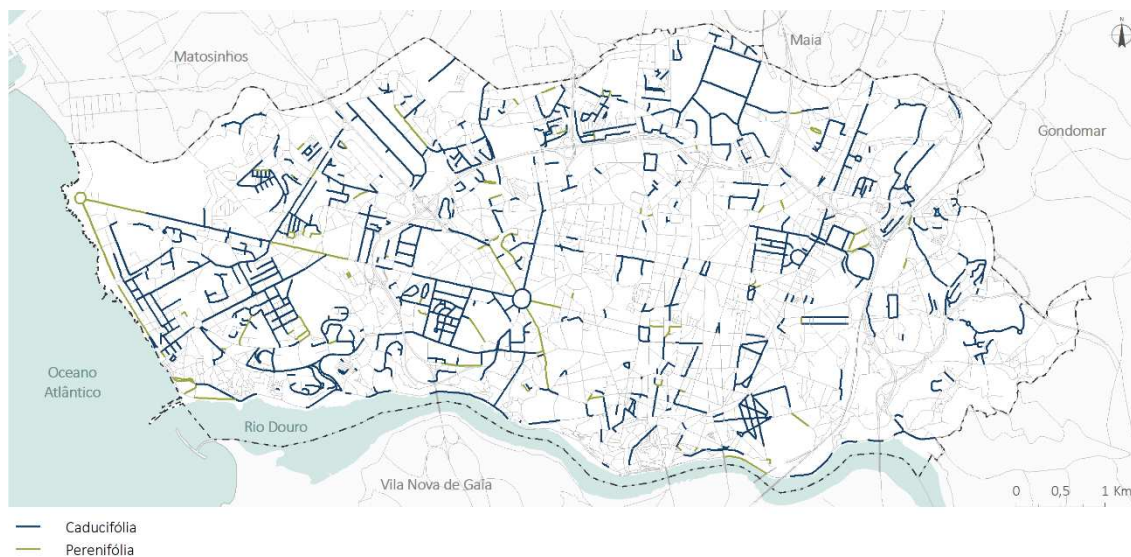 Matosinhos
Maia
Gondomar
Oceano
Atlântico
Rio Douro
Vila Nova de Gaia
0 0,5 1 Km
Caducifólia
Perenifólia